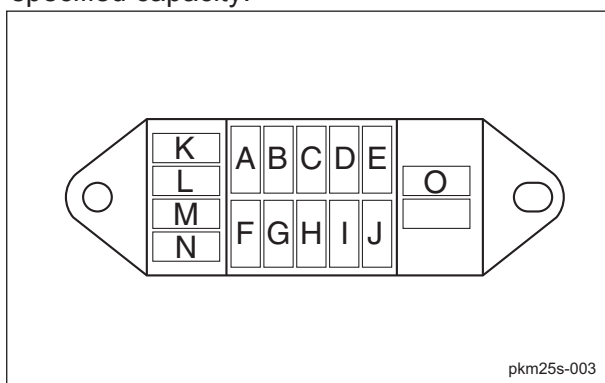 specified capacity.
K
L
M
N
A B C D E
F G H I J
O
pkm25s-003